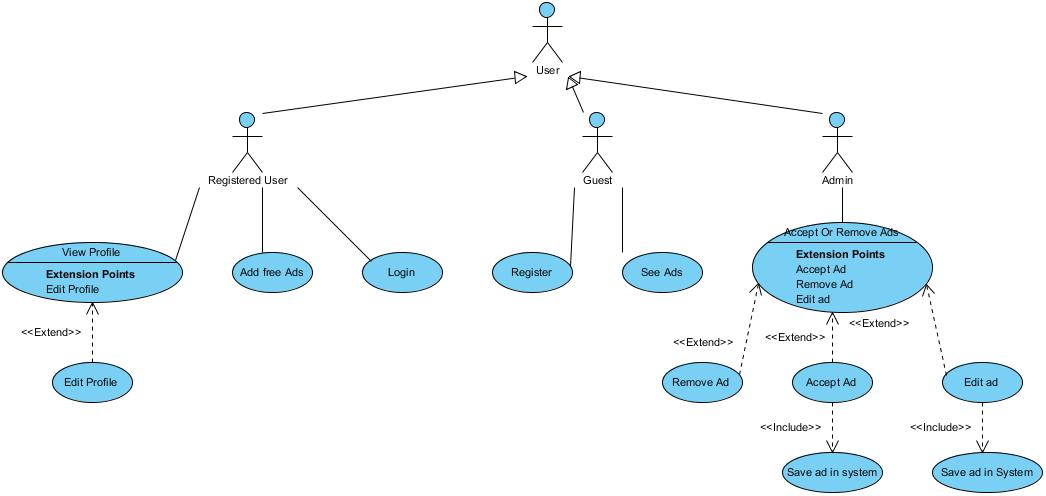 User
Registered User
Guest
Admin
View Profile
Extension Points
Edit Profile
Add free Ads
Login
Register
See Ads
Accept Or Remove Ads
Extension Points
Accept Ad
Remove Ad
Edit ad
<<Extend>>
<<Extend>>
<<Extend>>
<<Extend>>
Edit Profile
Remove Ad
Accept Ad
Edit ad
<<Include>>
<<Include>>
Save ad in system
Save ad in System